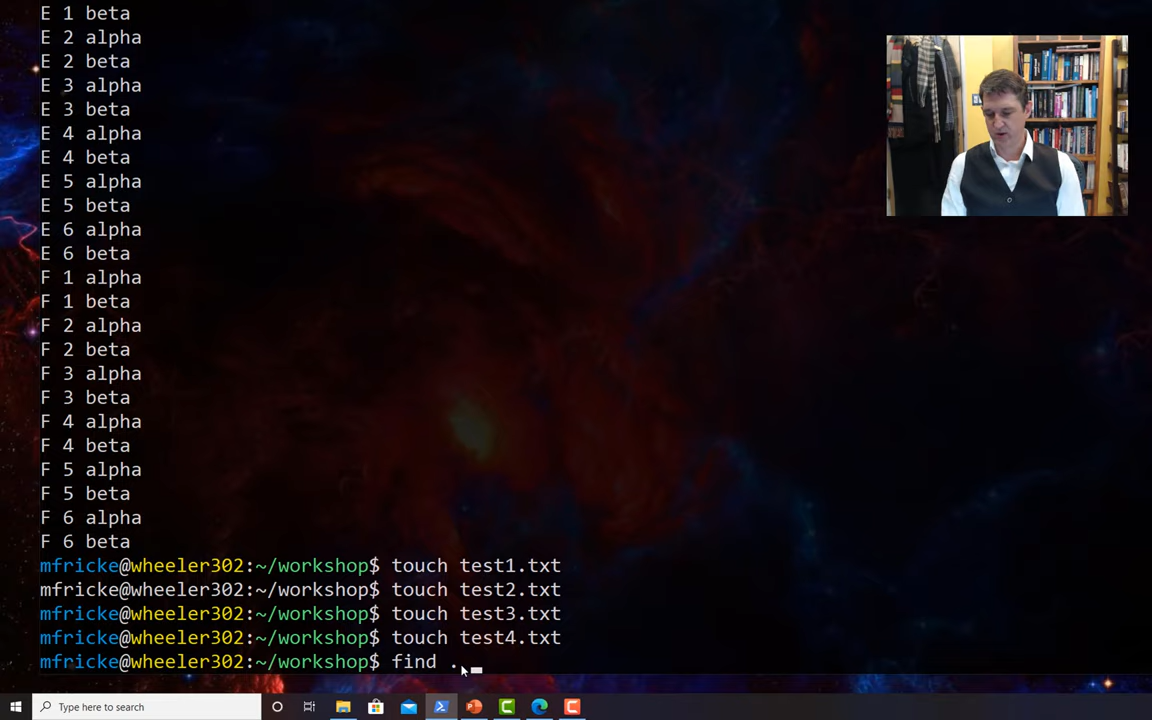 E 1 beta
E 2 alpha
E 2 beta
E 3 alpha
E 3 beta
E 4 alpha
E 4 beta
E 5 alpha
E 5 beta
E 6 alpha
E 6 beta
F 1 alpha
F 1 beta
F 2 alpha
F 2 beta
F 3 alpha
F 3 beta
F 4 alpha
F 4 beta
F 5 alpha
F 5 beta
F 6 alpha
F 6 beta
mfricke@wheeler302:~/workshop$ touch test1.txt
mfricke@wheeler302:~/workshop$ touch test2.txt
mfricke@wheeler302:~/workshop$ touch test3.txt
mfricke@wheeler302:~/workshop$ touch test4.txt
mfricke@wheeler302:~/workshop$ find .
Type here to search